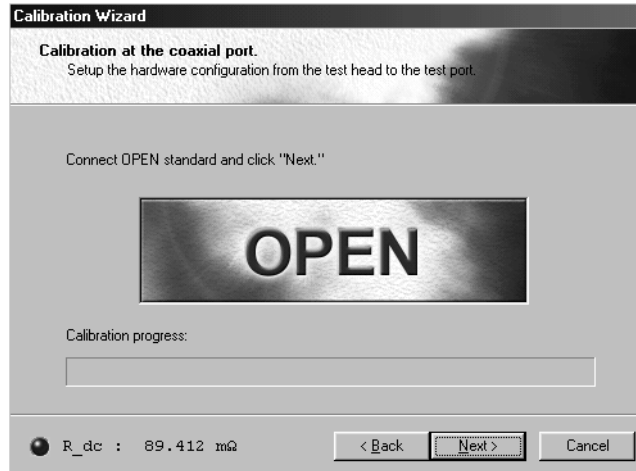 Calibration Wizard
Calibration at the coaxial port.
Setup the hardware configuration from the test head to the test port.
Connect OPEN standard and click "Next."
OPEN
Calibration progress:
R_dc : 89.412 mΩ
< Back
Next >
Cancel